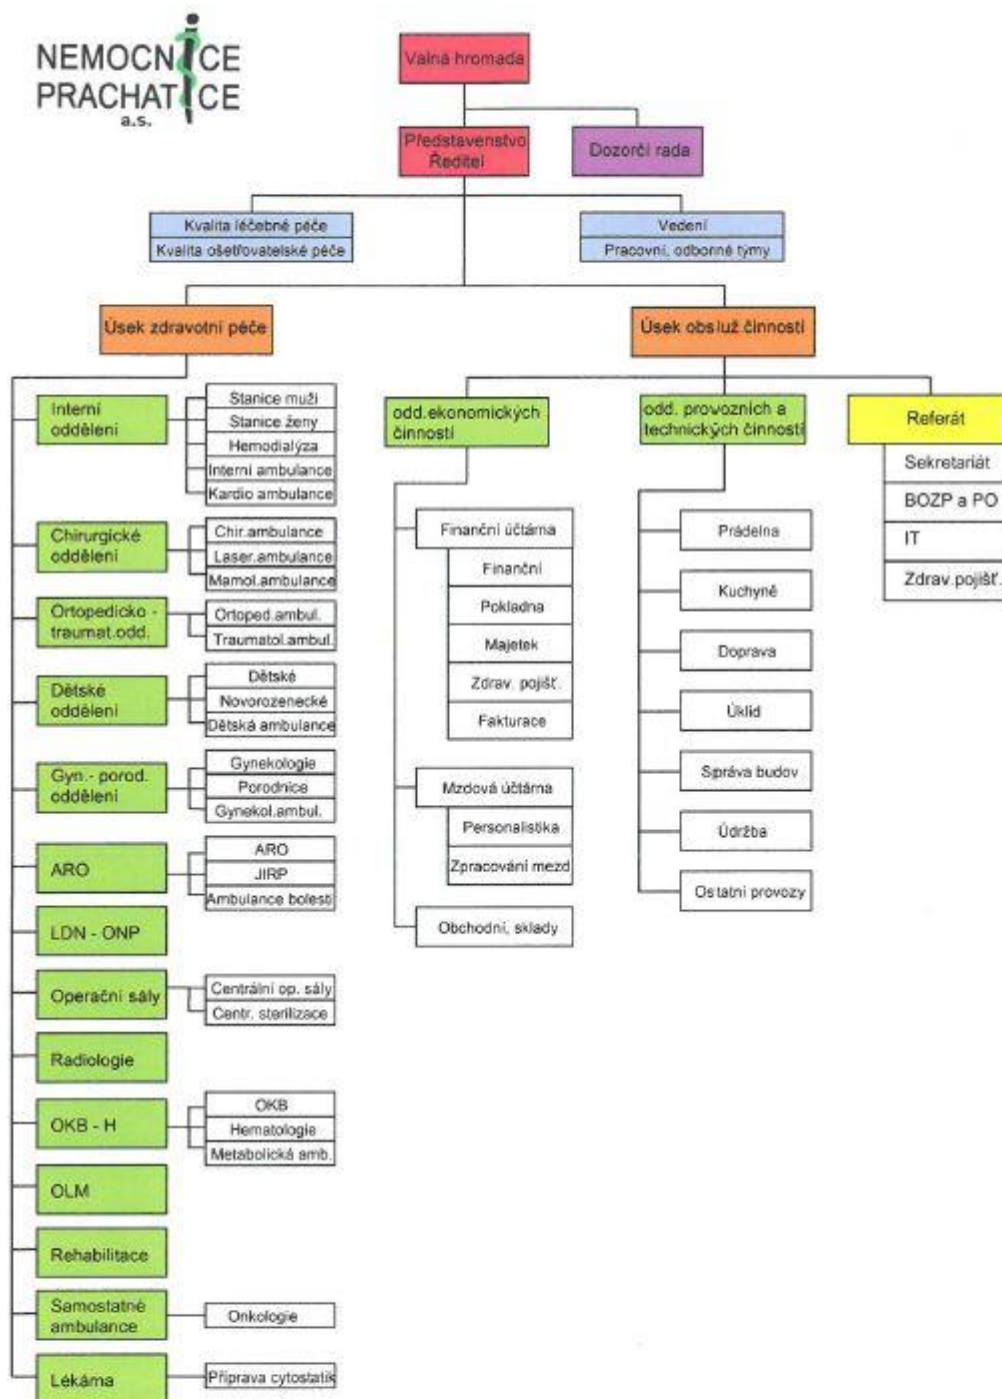 NEMOCNICE
PRACHATICE
a.s.
Valná hromada
Představenstvo
Ředitel
Dozorčí rada
Kvalita léčebné péče
Kvalita ošetřovatelské péče
Vedení
Pracovní, odborné týmy
Úsek zdravotní péče
Úsek obsluž činností
Interní
oddělení
Stanice muži
Stanice ženy
Hemodialýza
Interní ambulance
Kardio ambulance
Chirurgické
oddělení
Chir.ambulance
Laser.ambulance
Mamol.ambulance
Ortopedicko -
traumat.odd.
Ortoped.ambul.
Traumatol.ambul.
Dětské
oddělení
Dětské
Novorozenecké
Dětská ambulance
Gyn.- porod.
oddělení
Gynekologie
Porodnice
Gynekol.ambul.
ARO
ARO
JIRP
Ambulance bolesti
LDN - ONP
Operační sály
Centrální op. sály
Centr. sterilizace
Radiologie
OKB - H
OKB
Hematologie
Metabolická amb.
OLM
Rehabilitace
Samostatné
ambulance
Onkologie
Lékárna
Příprava cytostatik
odd.ekonomických
činností
Finanční účtárna
Finanční
Pokladna
Majetek
Zdrav. pojišť.
Fakturace
Mzdová účtárna
Personalistika
Zpracování mezd
Obchodní, sklady
odd. provozních a
technických činností
Prádelna
Kuchyně
Doprava
Úklid
Správa budov
Údržba
Ostatní provozy
Referát
Sekretariát
BOZP a PO
IT
Zdrav.pojišť.